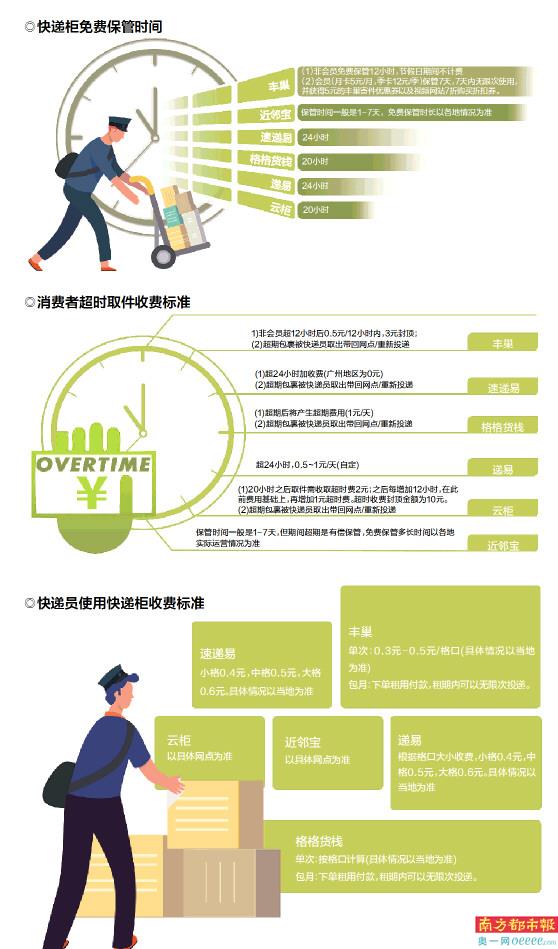 ◎快递柜免费保管时间
丰巢
(1)非会员免费保管12小时,节假日期间不计费
(2)会员(月卡5元/月,季卡12元/季)保管7天,7天内无限次使用,
并获得5元的丰巢寄件优惠券以及视频网站7折购买折扣券。
近邻宝
保管时间一般是1-7天，免费保管时长以各地情况为准
速递易
24小时
格格货栈
20小时
递易
24小时
云柜
20小时
◎消费者超时取件收费标准
1)非会员超12小时后0.5元/12小时内,3元封顶;
(2)超期包裹被快递员取出带回网点/重新投递
丰巢
(1)超24小时加收费(广州地区为0元)
(2)超期包裹被快递员取出带回网点/重新投递
速递易
(1)超期后将产生超期费用(1元/天)
(2)超期包裹被快递员取出带回网点/重新投递
格格货栈
超24小时,0.5~1元/天(自定)
递易
(1)20小时之后取件需收取超时费2元;之后每增加12小时,在此
前费用基础上,再增加1元超时费,超时收费封顶金额为10元。
(2)超期包裹被快递员取出带回网点/重新投递
云柜
保管时间一般是1-7天,但期间超期是有偿保管,免费保管多长时间以各地
实际运营情况为准
近邻宝
OVERTIME
¥
◎快递员使用快递柜收费标准
速递易
小格0.4元,中格0.5元,大格
0.6元,具体情况以当地为准
丰巢
单次:0.3元-0.5元/格口(具体情况以当地
为准)
包月:下单租用付款,租期内可以无限次投递。
云柜
以具体网点为准
近邻宝
以具体网点为准
递易
根据格口大小收费,小格0.4元,中
格0.5元,大格0.6元,具体情况以
当地为准
格格货栈
单次:按格口计算(具体情况以当地为准)
包月:下单租用付款,租期内可以无限次投递。
南方都市报
奥一网oeeee.com